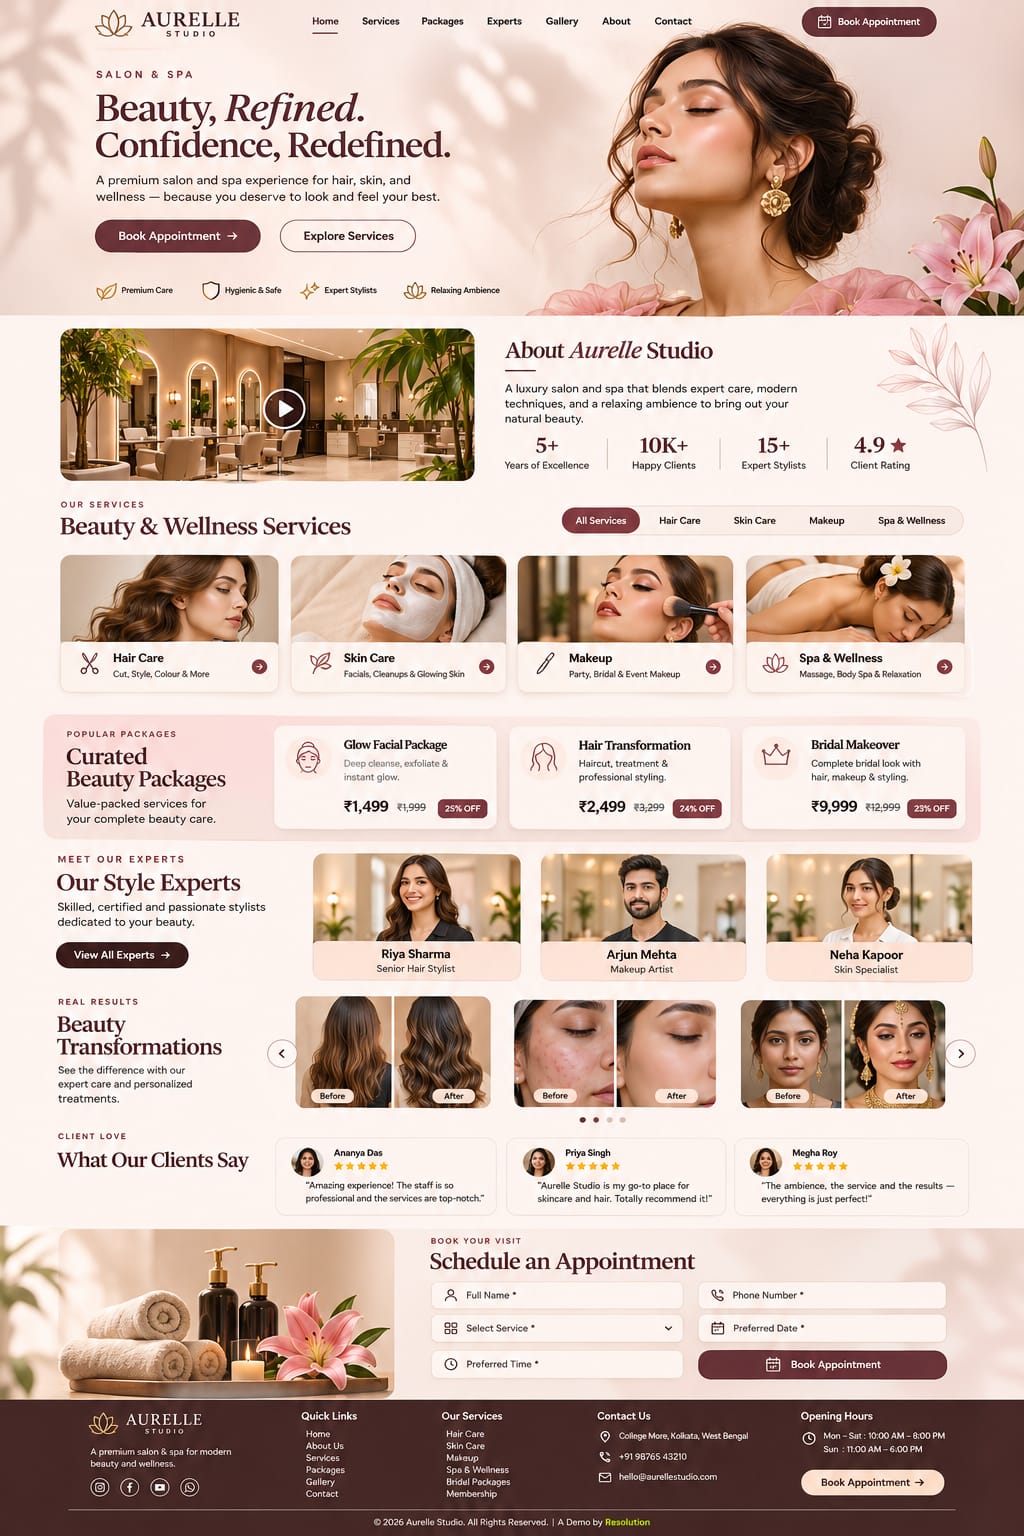 AURELLE
STUDIO
Home Services Packages Experts Gallery About Contact
Book Appointment
SALON & SPA
Beauty, Refined.
Confidence, Redefined.
A premium salon and spa experience for hair, skin, and
wellness — because you deserve to look and feel your best.
Book Appointment →
Explore Services
Premium Care
Hygienic & Safe
Expert Stylists
Relaxing Ambience
About Aurelle Studio
A luxury salon and spa that blends expert care, modern
techniques, and a relaxing ambience to bring out your
natural beauty.
5+
Years of Excellence
10K+
Happy Clients
15+
Expert Stylists
4.9 ★
Client Rating
OUR SERVICES
Beauty & Wellness Services
All Services Hair Care Skin Care Makeup Spa & Wellness
Hair Care
Cut, Style, Colour & More
Skin Care
Facials, Cleanups & Glowing Skin
Makeup
Party, Bridal & Event Makeup
Spa & Wellness
Massage, Body Spa & Relaxation
POPULAR PACKAGES
Curated
Beauty Packages
Value-packed services for
your complete beauty care.
Glow Facial Package
Deep cleanse, exfoliate &
instant glow.
₹1,499 ₹1,999 25% OFF
Hair Transformation
Haircut, treatment &
professional styling.
₹2,499 ₹3,299 24% OFF
Bridal Makeover
Complete bridal look with
hair, makeup & styling.
₹9,999 ₹12,999 23% OFF
MEET OUR EXPERTS
Our Style Experts
Skilled, certified and passionate stylists
dedicated to your beauty.
View All Experts →
Riya Sharma
Senior Hair Stylist
Arjun Mehta
Makeup Artist
Neha Kapoor
Skin Specialist
REAL RESULTS
Beauty
Transformations
See the difference with our
expert care and personalized
treatments.
Before After
Before After
Before After
CLIENT LOVE
What Our Clients Say
Ananya Das
★★★★★
"Amazing experience! The staff is so
professional and the services are top-notch."
Priya Singh
★★★★★
"Aurelle Studio is my go-to place for
skincare and hair. Totally recommend it!"
Megha Roy
★★★★★
"The ambience, the service and the results —
everything is just perfect!"
BOOK YOUR VISIT
Schedule an Appointment
Full Name *
Phone Number *
Select Service *
Preferred Date *
Preferred Time *
Book Appointment
AURELLE
STUDIO
A premium salon & spa for modern
beauty and wellness.
Quick Links
Home
About Us
Services
Packages
Gallery
Contact
Our Services
Hair Care
Skin Care
Makeup
Spa & Wellness
Bridal Packages
Membership
Contact Us
College More, Kolkata, West Bengal
+91 98765 43210
hello@aurellestudio.com
Opening Hours
Mon – Sat : 10:00 AM – 8:00 PM
Sun : 11:00 AM – 6:00 PM
Book Appointment →
© 2026 Aurelle Studio. All Rights Reserved. | A Demo by Resolution